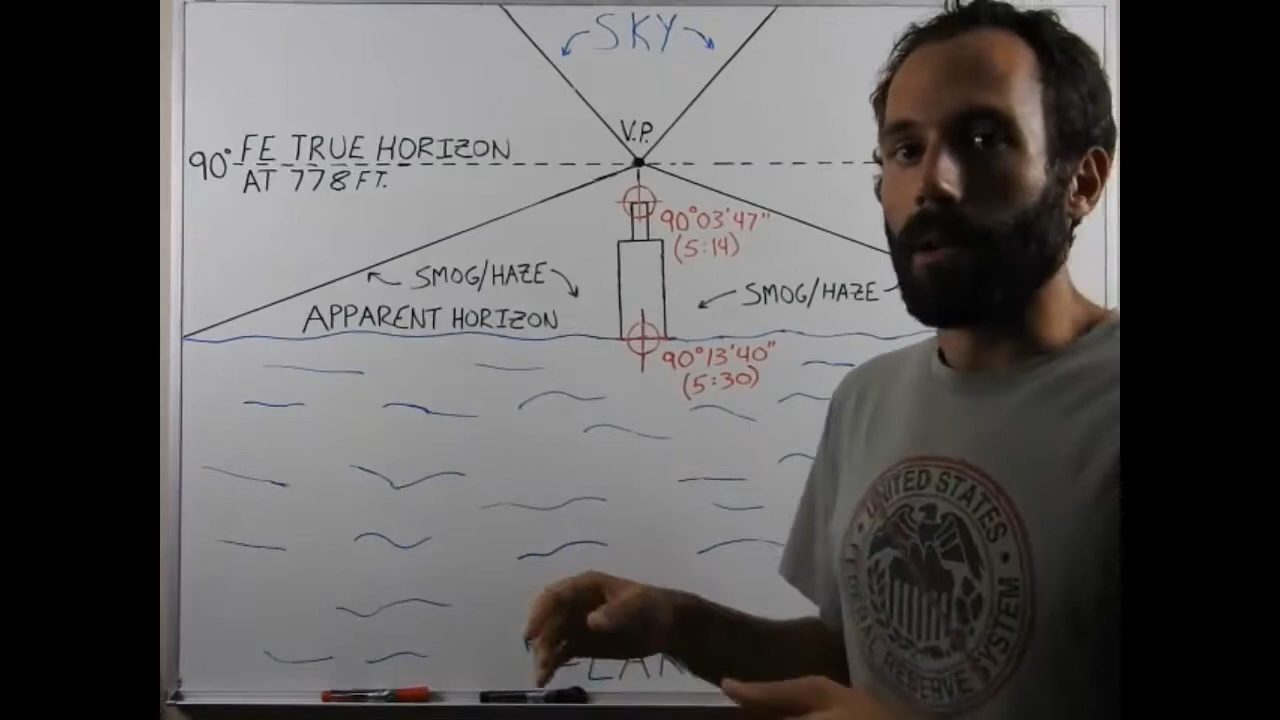 SKY
V.P.
90° FE TRUE HORIZON
AT 778 FT.
90°03'47"
(5:14)
SMOG/HAZE
SMOG/HAZE
APPARENT HORIZON
90°13'40"
(5:30)
UNITED STATES
FEDERAL RESERVE SYSTEM